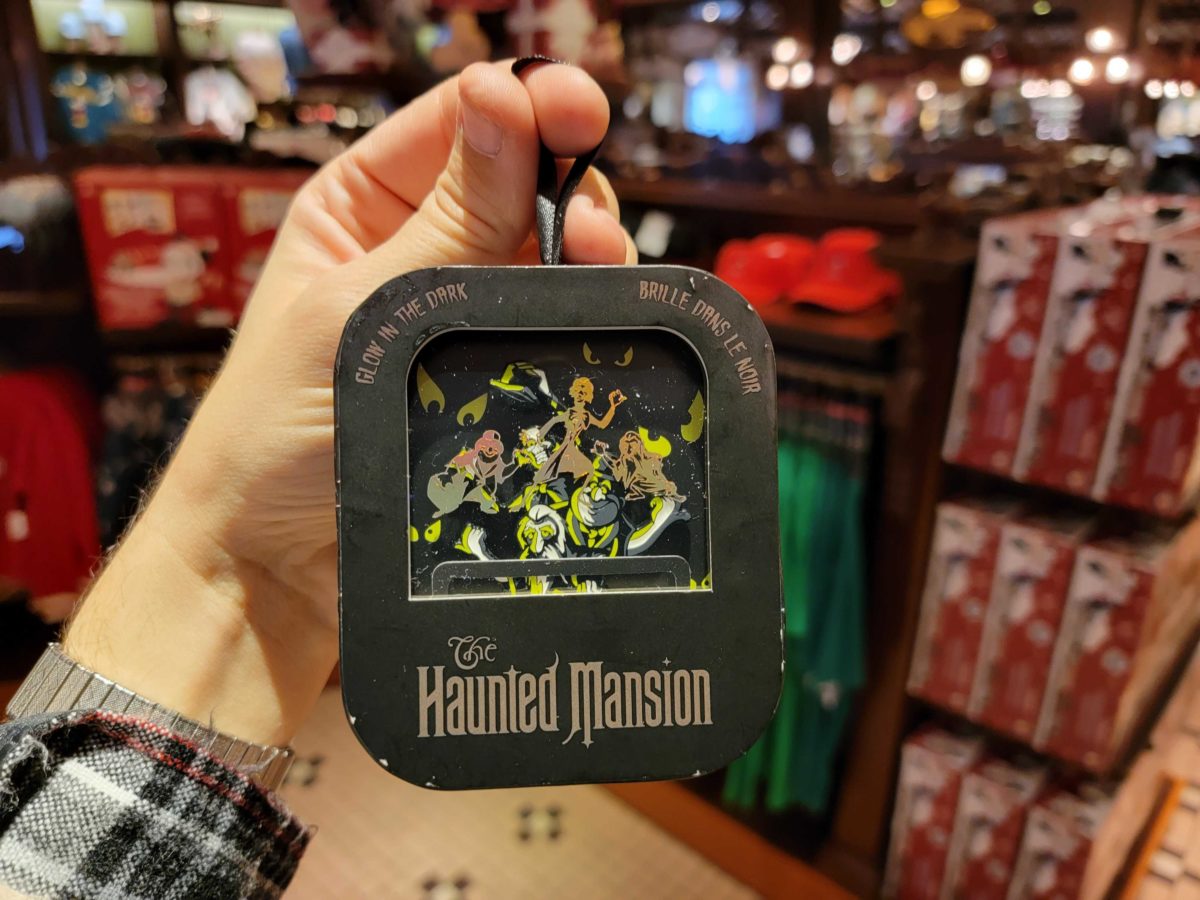 GLOW IN THE DARK
BRILLE DANS LE NOIR
The
Haunted Mansion